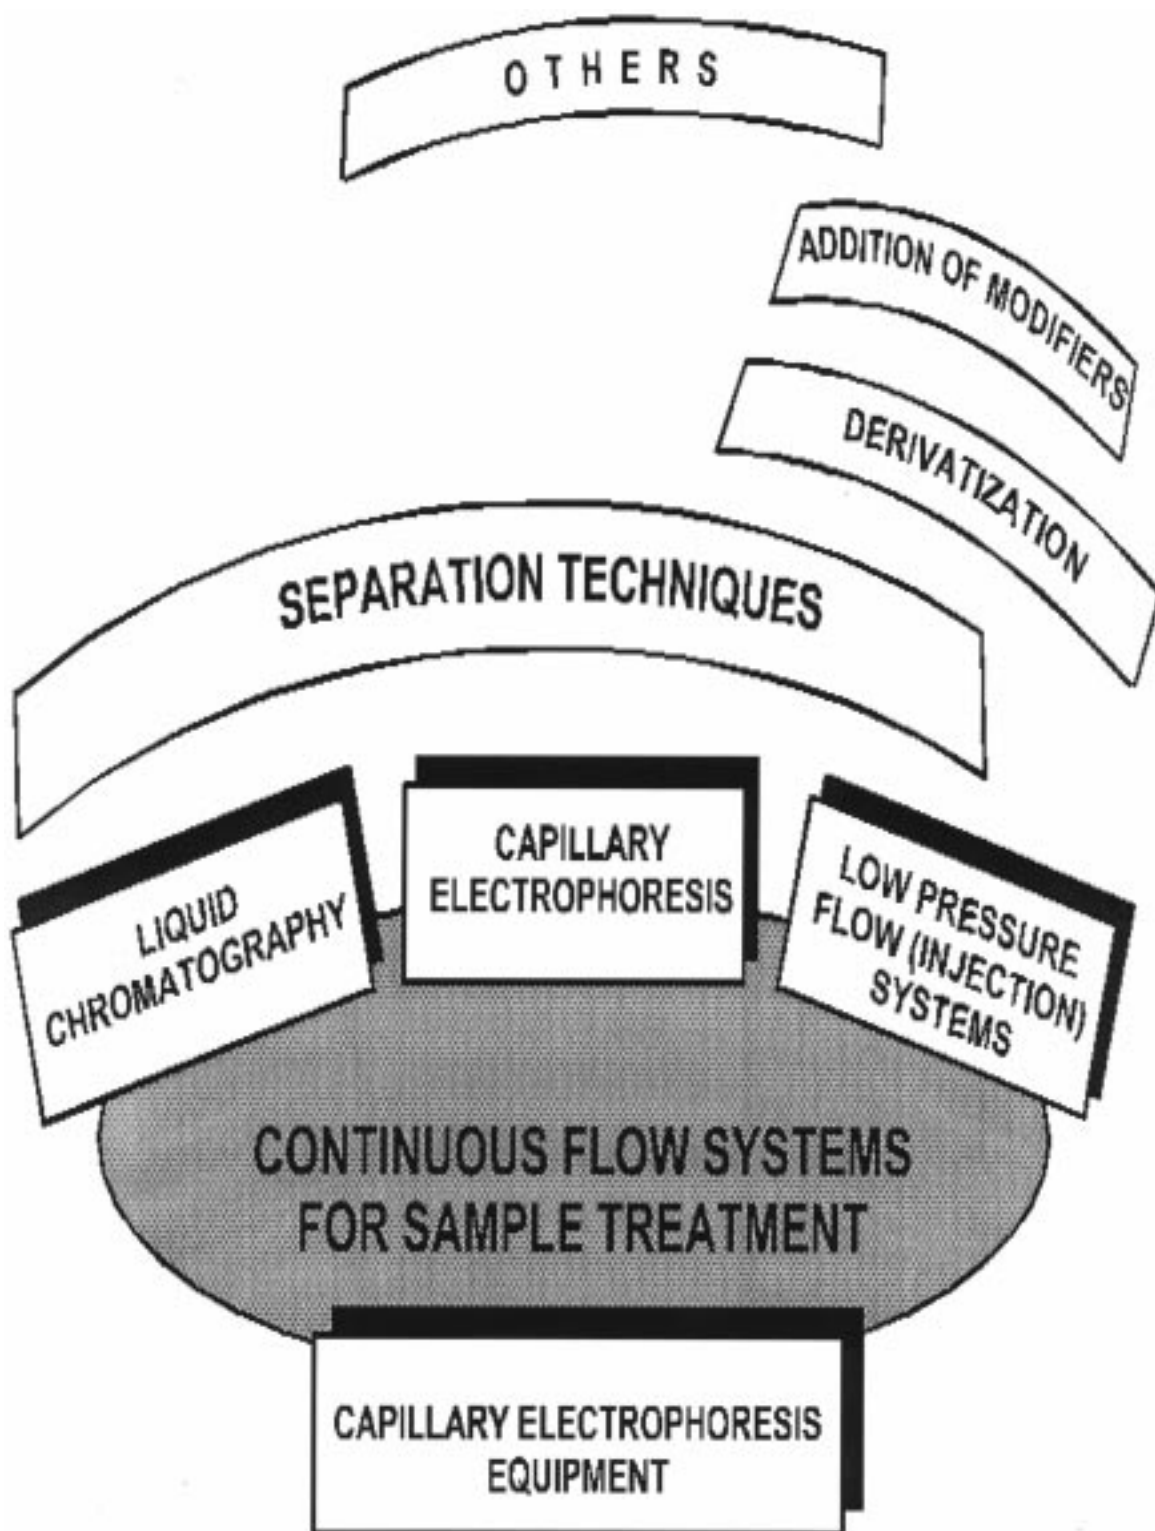 OTHERS
ADDITION OF MODIFIERS
DERIVATIZATION
SEPARATION TECHNIQUES
LIQUID
CHROMATOGRAPHY
CAPILLARY
ELECTROPHORESIS
LOW PRESSURE
FLOW (INJECTION)
SYSTEMS
CONTINUOUS FLOW SYSTEMS
FOR SAMPLE TREATMENT
CAPILLARY ELECTROPHORESIS
EQUIPMENT